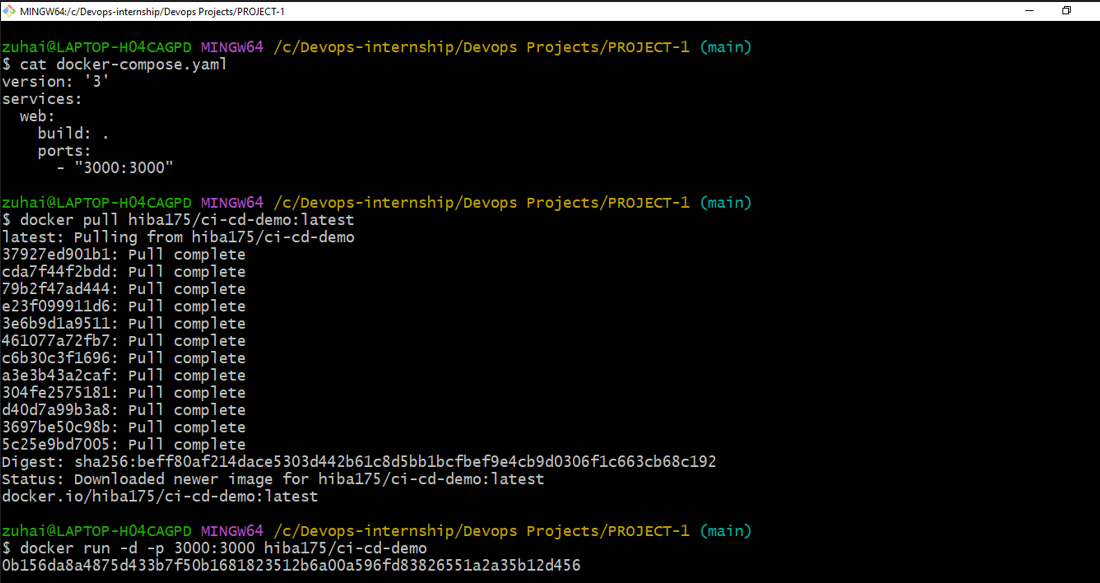 MINGW64:/c/Devops-internship/Devops Projects/PROJECT-1
zuhai@LAPTOP-H04CAGPD MINGW64 /c/Devops-internship/Devops Projects/PROJECT-1 (main)
$ cat docker-compose.yaml
version: '3'
services:
  web:
    build: .
    ports:
      - "3000:3000"
zuhai@LAPTOP-H04CAGPD MINGW64 /c/Devops-internship/Devops Projects/PROJECT-1 (main)
$ docker pull hiba175/ci-cd-demo:latest
latest: Pulling from hiba175/ci-cd-demo
37927ed901b1: Pull complete
cda7f44f2bdd: Pull complete
79b2f47ad444: Pull complete
e23f099911d6: Pull complete
3e6b9d1a9511: Pull complete
461077a72fb7: Pull complete
c6b30c3f1696: Pull complete
a3e3b43a2caf: Pull complete
304fe2575181: Pull complete
d40d7a99b3a8: Pull complete
3697be50c98b: Pull complete
5c25e9bd7005: Pull complete
Digest: sha256:beff80af214dace5303d442b61c8d5bb1bcfbef9e4cb9d0306f1c663cb68c192
Status: Downloaded newer image for hiba175/ci-cd-demo:latest
docker.io/hiba175/ci-cd-demo:latest
zuhai@LAPTOP-H04CAGPD MINGW64 /c/Devops-internship/Devops Projects/PROJECT-1 (main)
$ docker run -d -p 3000:3000 hiba175/ci-cd-demo
0b156da8a4875d433b7f50b1681823512b6a00a596fd83826551a2a35b12d456